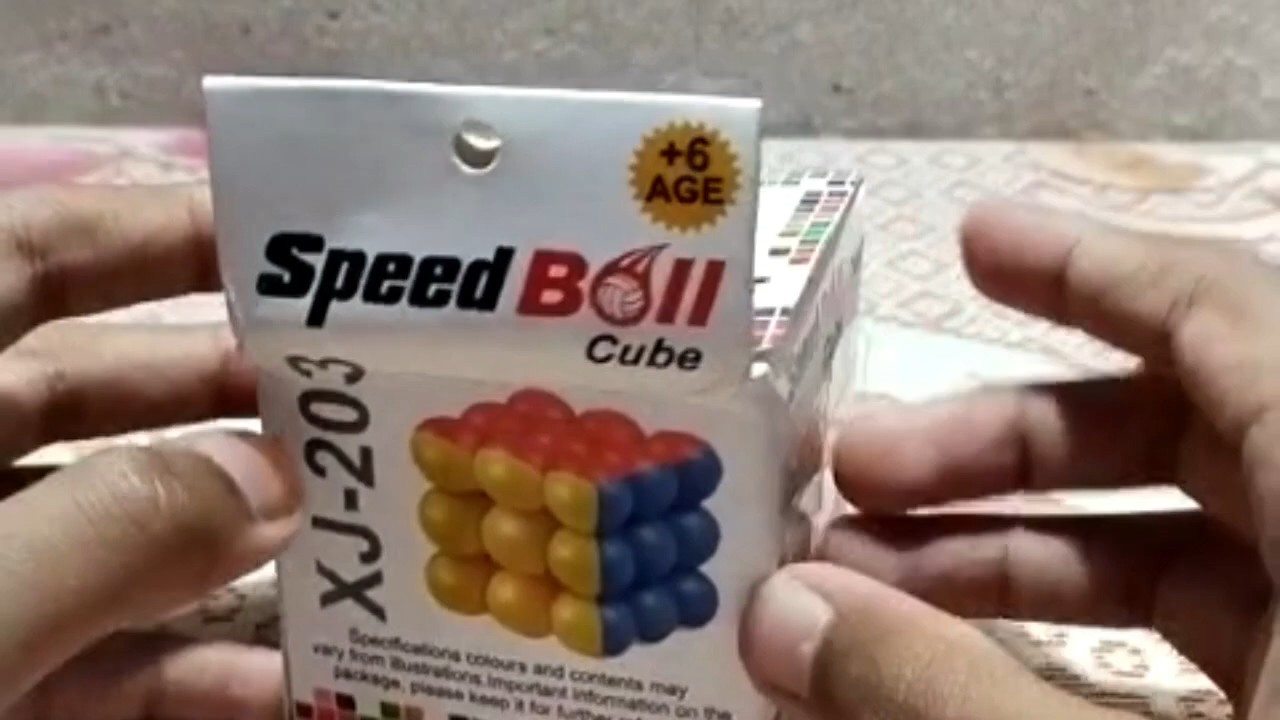 +6
AGE
Speed Ball
Cube
XJ-203
Specifications colours and contents may
vary from illustrations.Important information on the
package, please keep it for further